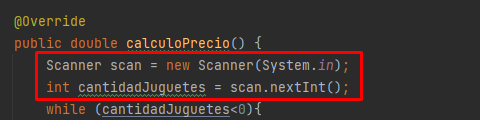 @Override
public double calculoPrecio() {
Scanner scan = new Scanner(System.in);
int cantidadJuguetes = scan.nextInt();
while (cantidadJuguetes<0){